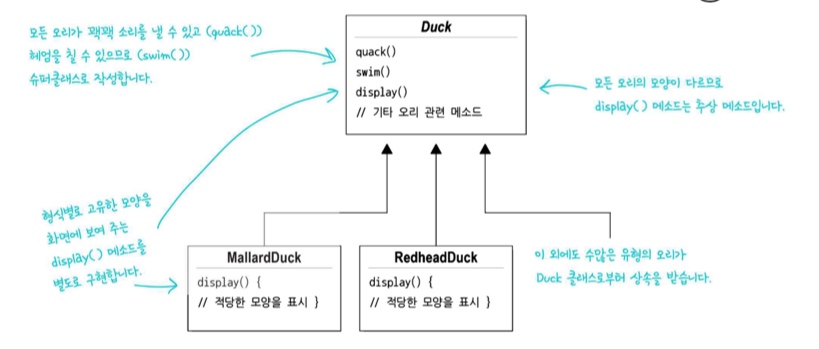 모든 오리가 꽥꽥 소리를 낼 수 있고 (quack())
헤엄을 칠 수 있으므로 (swim())
슈퍼클래스로 작성합니다.
Duck
quack()
swim()
display()
// 기타 오리 관련 메소드
모든 오리의 모양이 다르므로
display() 메소드는 추상 메소드입니다.
형식별로 고유한 모양을
화면에 보여 주는
display() 메소드를
별도로 구현합니다.
MallardDuck
display() {
// 적당한 모양을 표시 }
RedheadDuck
display() {
// 적당한 모양을 표시 }
이 외에도 수많은 유형의 오리가
Duck 클래스로부터 상속을 받습니다.